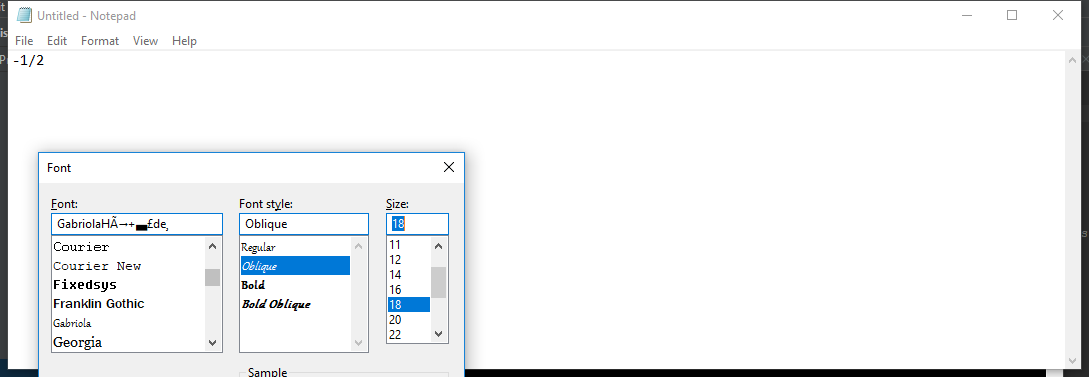 Untitled - Notepad
File Edit Format View Help
-1/2
Font
Font: Font style: Size:
GabriolaHÃ→+▃£de¸ Oblique 18
Courier
Courier New
Fixedsys
Franklin Gothic
Gabriola
Georgia
Regular
Oblique
Bold
Bold Oblique
11
12
14
16
18
20
22
Sample